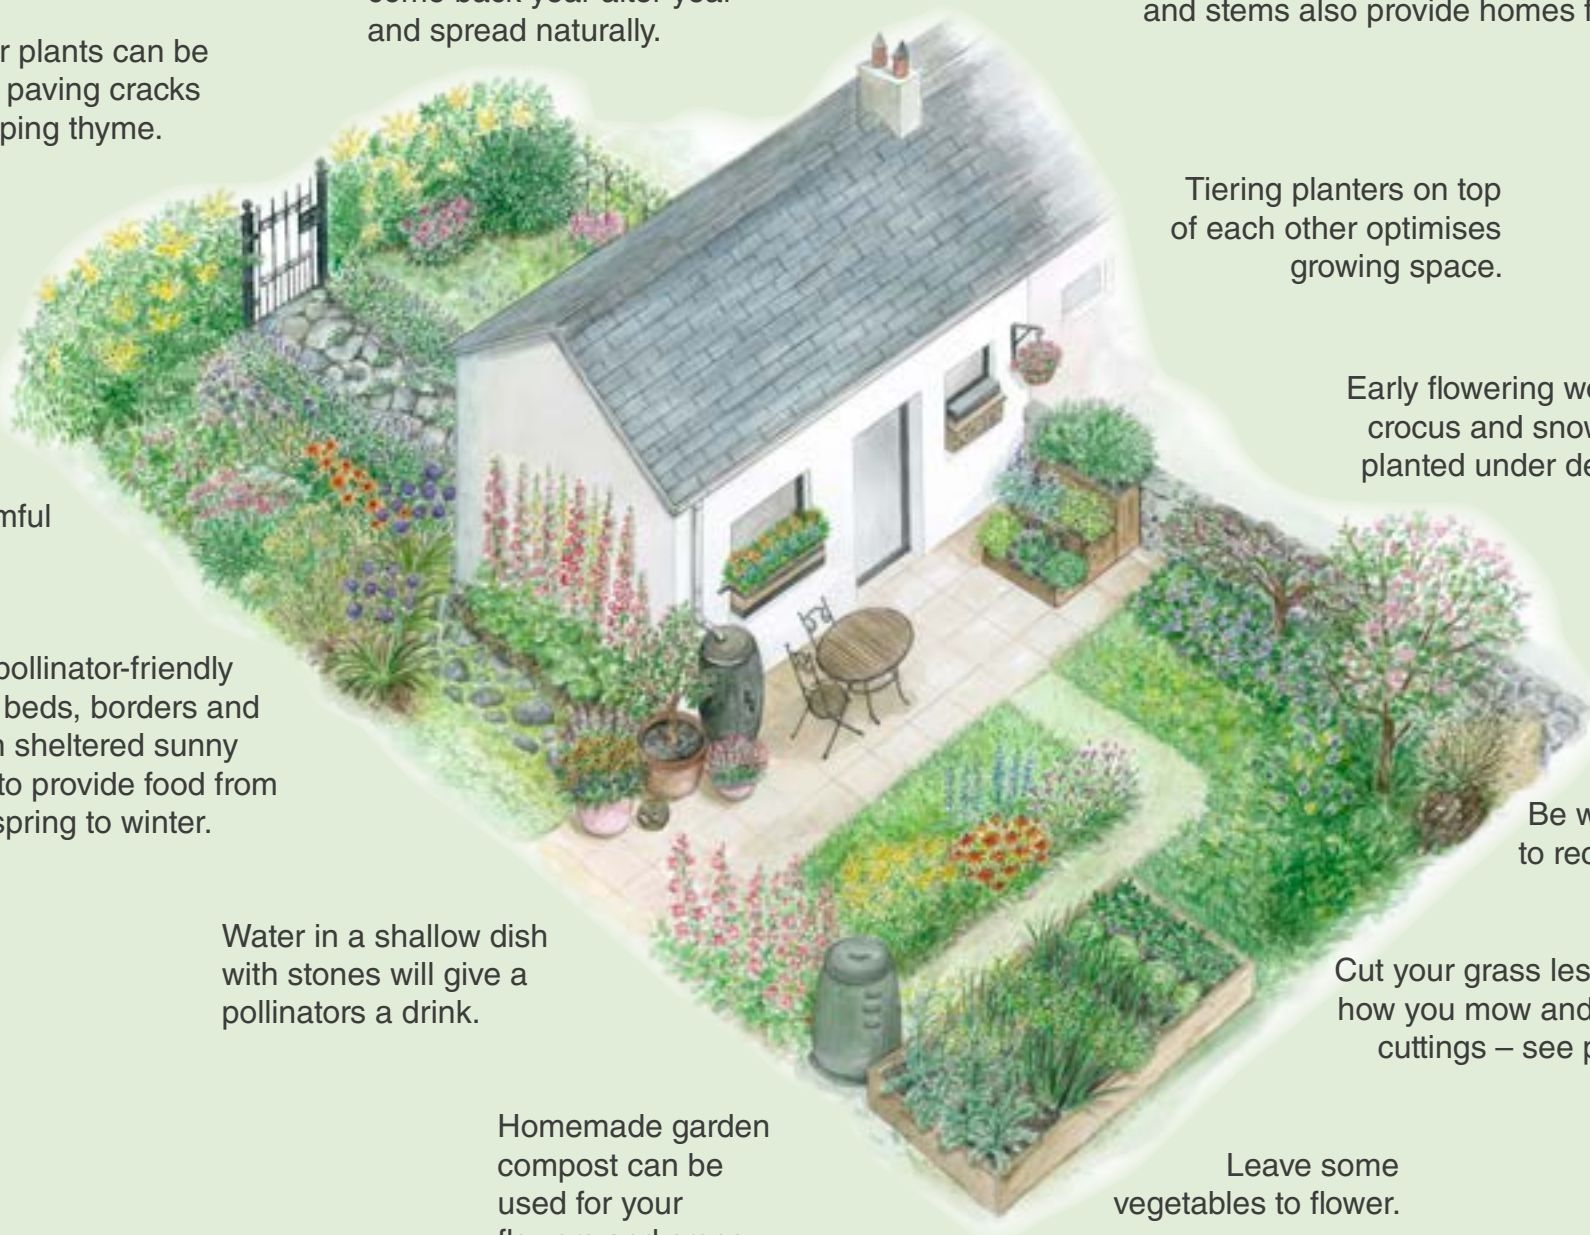 and spread naturally.
and stems also provide homes
r plants can be
paving cracks
ping thyme.
Tiering planters on top
of each other optimises
growing space.
Early flowering
crocus and
planted under
mful
pollinator-friendly
beds, borders and
sheltered sunny
to provide food from
spring to winter.
Be
to
Water in a shallow dish
with stones will give a
pollinators a drink.
Cut your grass les
how you mow and
cuttings – see
Homemade garden
compost can be
used for your
Leave some
vegetables to flower.